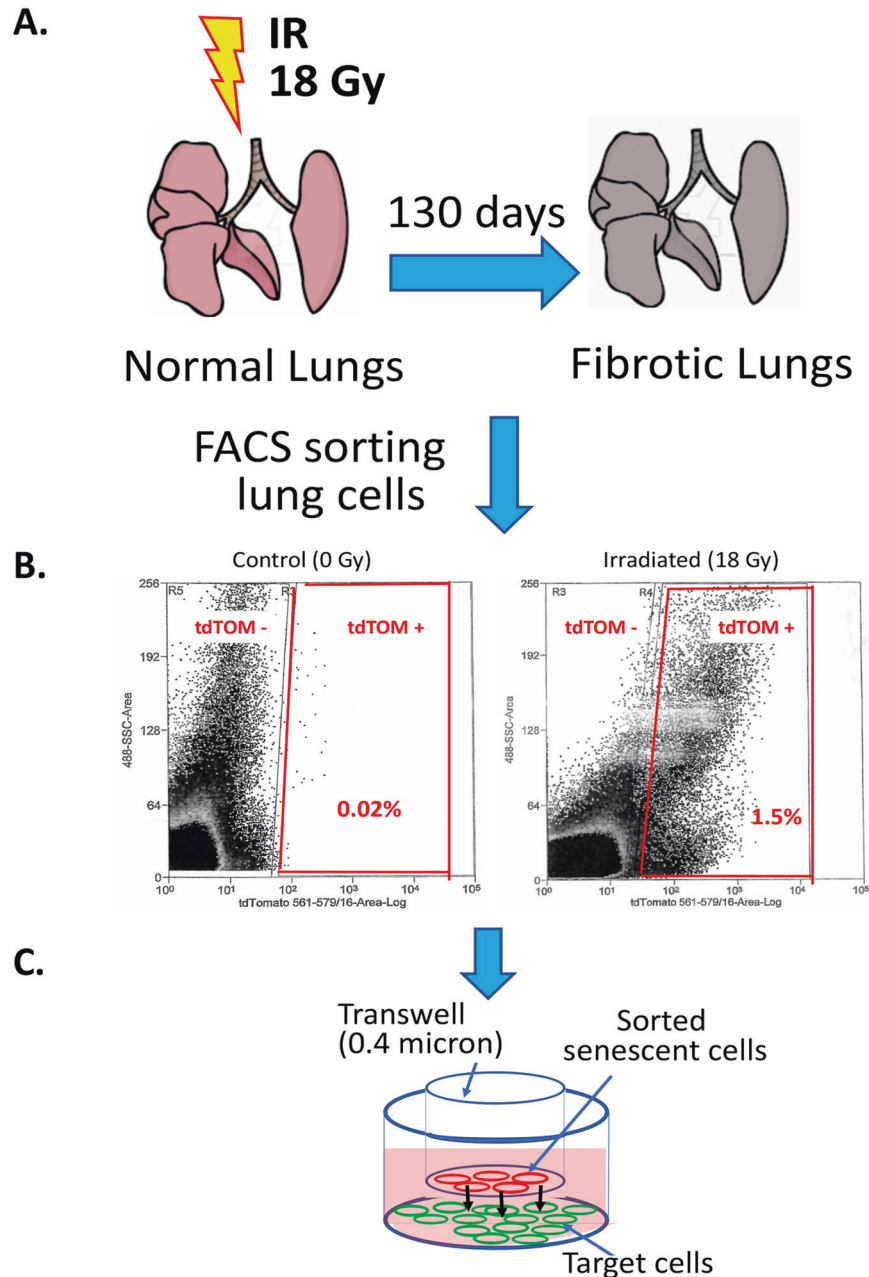 A.
IR
18 Gy
130 days
Normal Lungs
Fibrotic Lungs
FACS sorting
lung cells
B.
Control (0 Gy)
256
192
128
64
0
488-SSC-Area
R5
tdTOM -
tdTOM +
0.02%
10⁰
10¹
10²
10³
10⁴
10⁵
tdTomato 561-579/16-Area-Log
Irradiated (18 Gy)
256
192
128
64
0
488-SSC-Area
R3
R4
tdTOM -
tdTOM +
1.5%
10⁰
10¹
10²
10³
10⁴
10⁵
tdTomato 561-579/16-Area-Log
C.
Transwell
(0.4 micron)
Sorted
senescent cells
Target cells